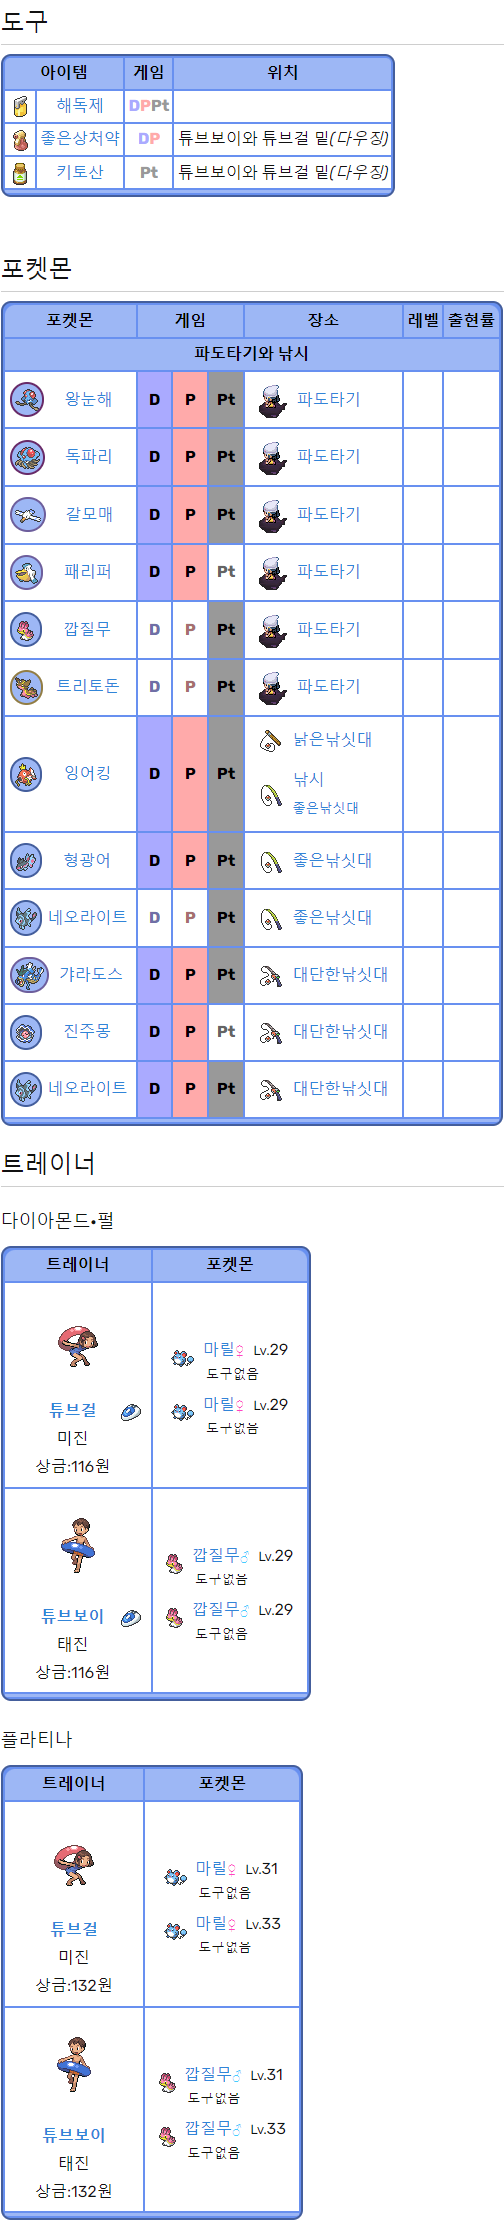 도구
아이템 게임 위치
해독제 DPPt
좋은상처약 DP 튜브보이와 튜브걸 밑(다우징)
키토산 Pt 튜브보이와 튜브걸 밑(다우징)
포켓몬
포켓몬 게임 장소 레벨 출현률
파도타기와 낚시
왕눈해 D P Pt 파도타기
독파리 D P Pt 파도타기
갈모매 D P Pt 파도타기
패리퍼 D P Pt 파도타기
깝질무 D P Pt 파도타기
트리토돈 D P Pt 파도타기
잉어킹 D P Pt 낡은낚싯대
낚시
좋은낚싯대
형광어 D P Pt 좋은낚싯대
네오라이트 D P Pt 좋은낚싯대
갸라도스 D P Pt 대단한낚싯대
진주몽 D P Pt 대단한낚싯대
네오라이트 D P Pt 대단한낚싯대
트레이너
다이아몬드•펄
트레이너 포켓몬
튜브걸
미진
상금:116원
마릴♀ Lv.29
도구없음
마릴♀ Lv.29
도구없음
튜브보이
태진
상금:116원
깝질무♂ Lv.29
도구없음
깝질무♂ Lv.29
도구없음
플라티나
트레이너 포켓몬
튜브걸
미진
상금:132원
마릴♀ Lv.31
도구없음
마릴♀ Lv.33
도구없음
튜브보이
태진
상금:132원
깝질무♂ Lv.31
도구없음
깝질무♂ Lv.33
도구없음